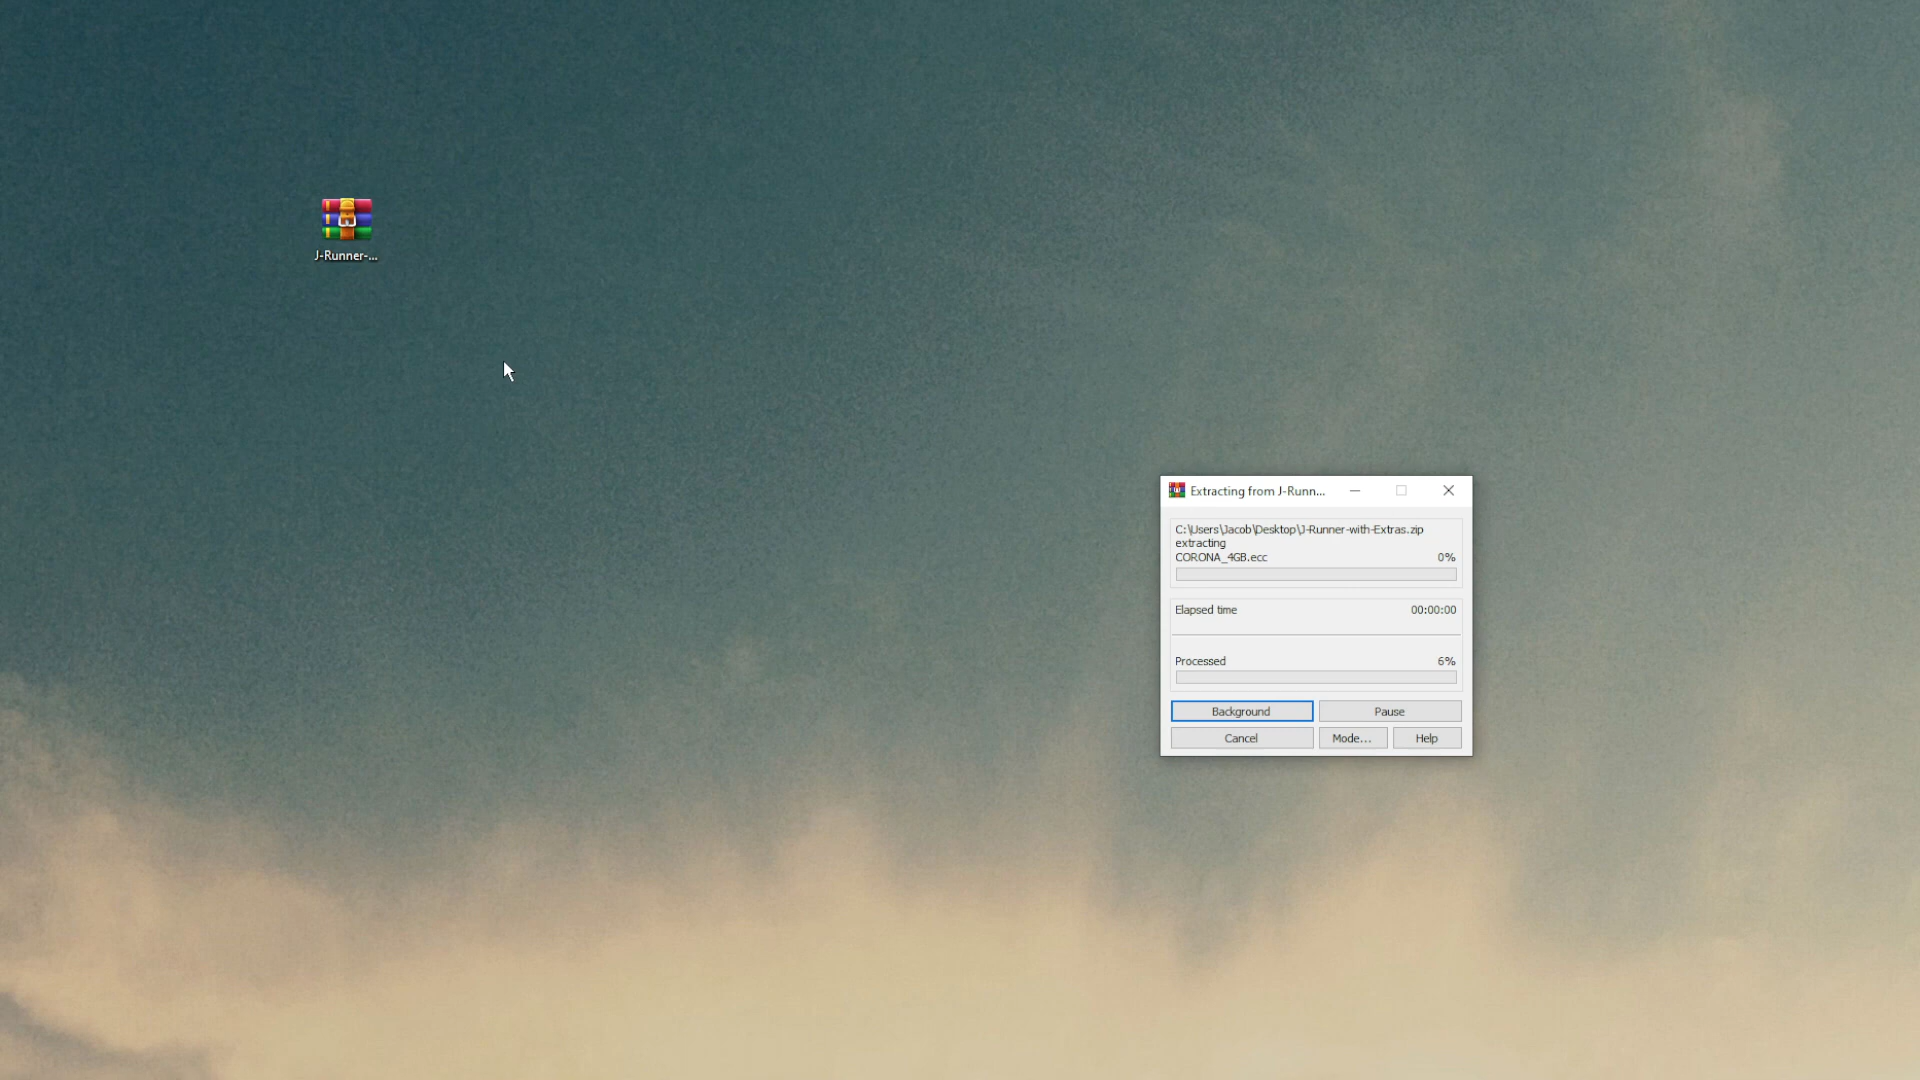 J-Runner-...
Extracting from J-Runn...
C:\Users\Jacob\Desktop\J-Runner-with-Extras.zip
extracting
CORONA_4GB.ecc 0%
Elapsed time 00:00:00
Processed 6%
Background Pause
Cancel Mode... Help